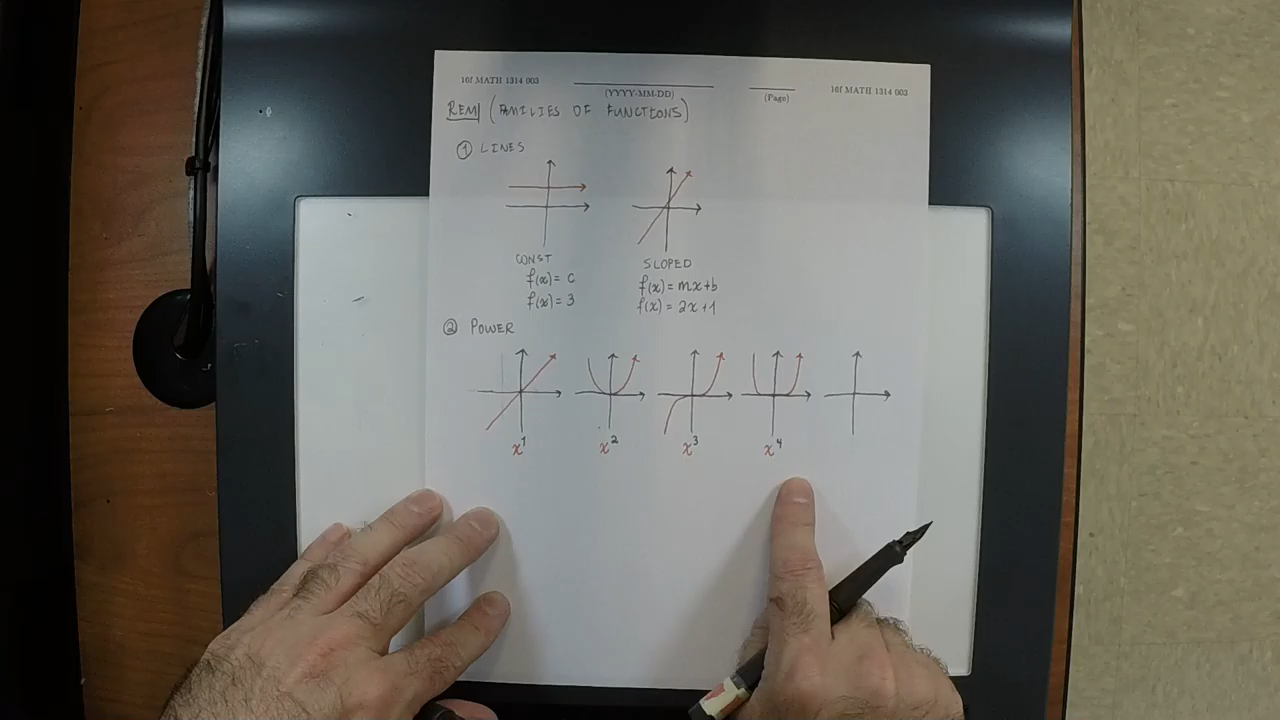 16f MATH 1314 003 (YYYY-MM-DD) (Page) 16f MATH 1314 003
REM (FAMILIES OF FUNCTIONS)
① LINES
CONST SLOPED
f(x) = c f(x) = mx+b
f(x) = 3 f(x) = 2x+1
② POWER
x¹ x² x³ x⁴